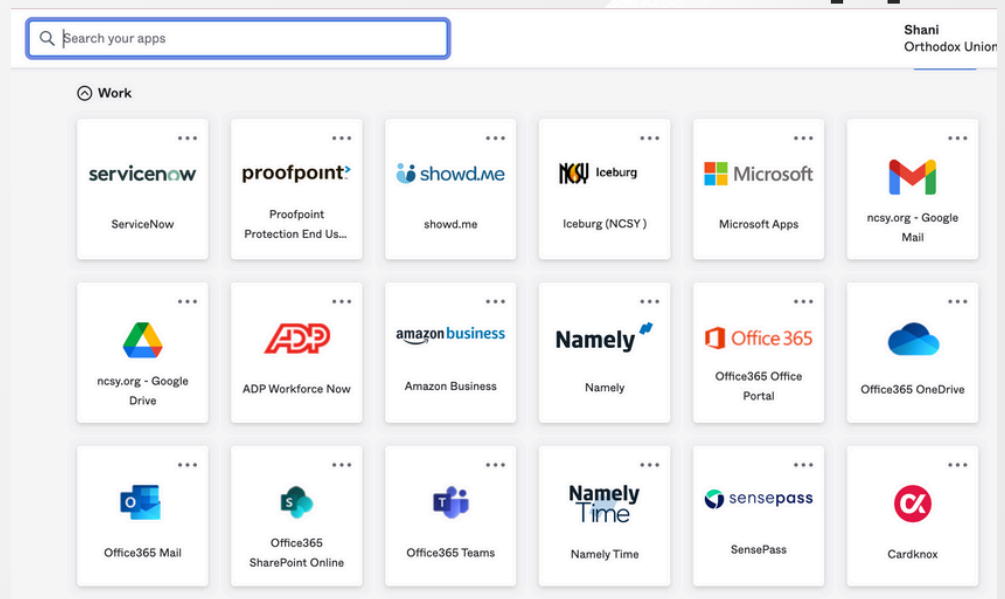 Search your apps
Shani
Orthodox Union
Work
servicenow
proofpoint
showd.me
NCSY Iceburg
Microsoft
ServiceNow
Proofpoint
Protection End Us...
showd.me
Iceburg (NCSY )
Microsoft Apps
ncsy.org - Google
Mail
ADP
amazon business
Namely
Office 365
ncsy.org - Google
Drive
ADP Workforce Now
Amazon Business
Namely
Office365 Office
Portal
Office365 OneDrive
O
S
T
Namely
Time
sensepass
Office365 Mail
Office365
SharePoint Online
Office365 Teams
Namely Time
SensePass
Cardknox